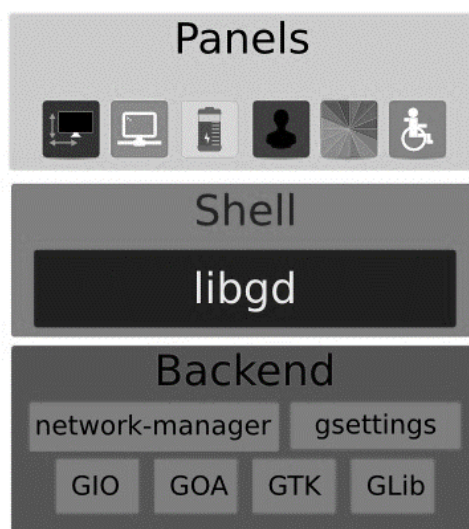 Panels
Shell
libgd
Backend
network-manager gsettings
GIO GOA GTK GLib